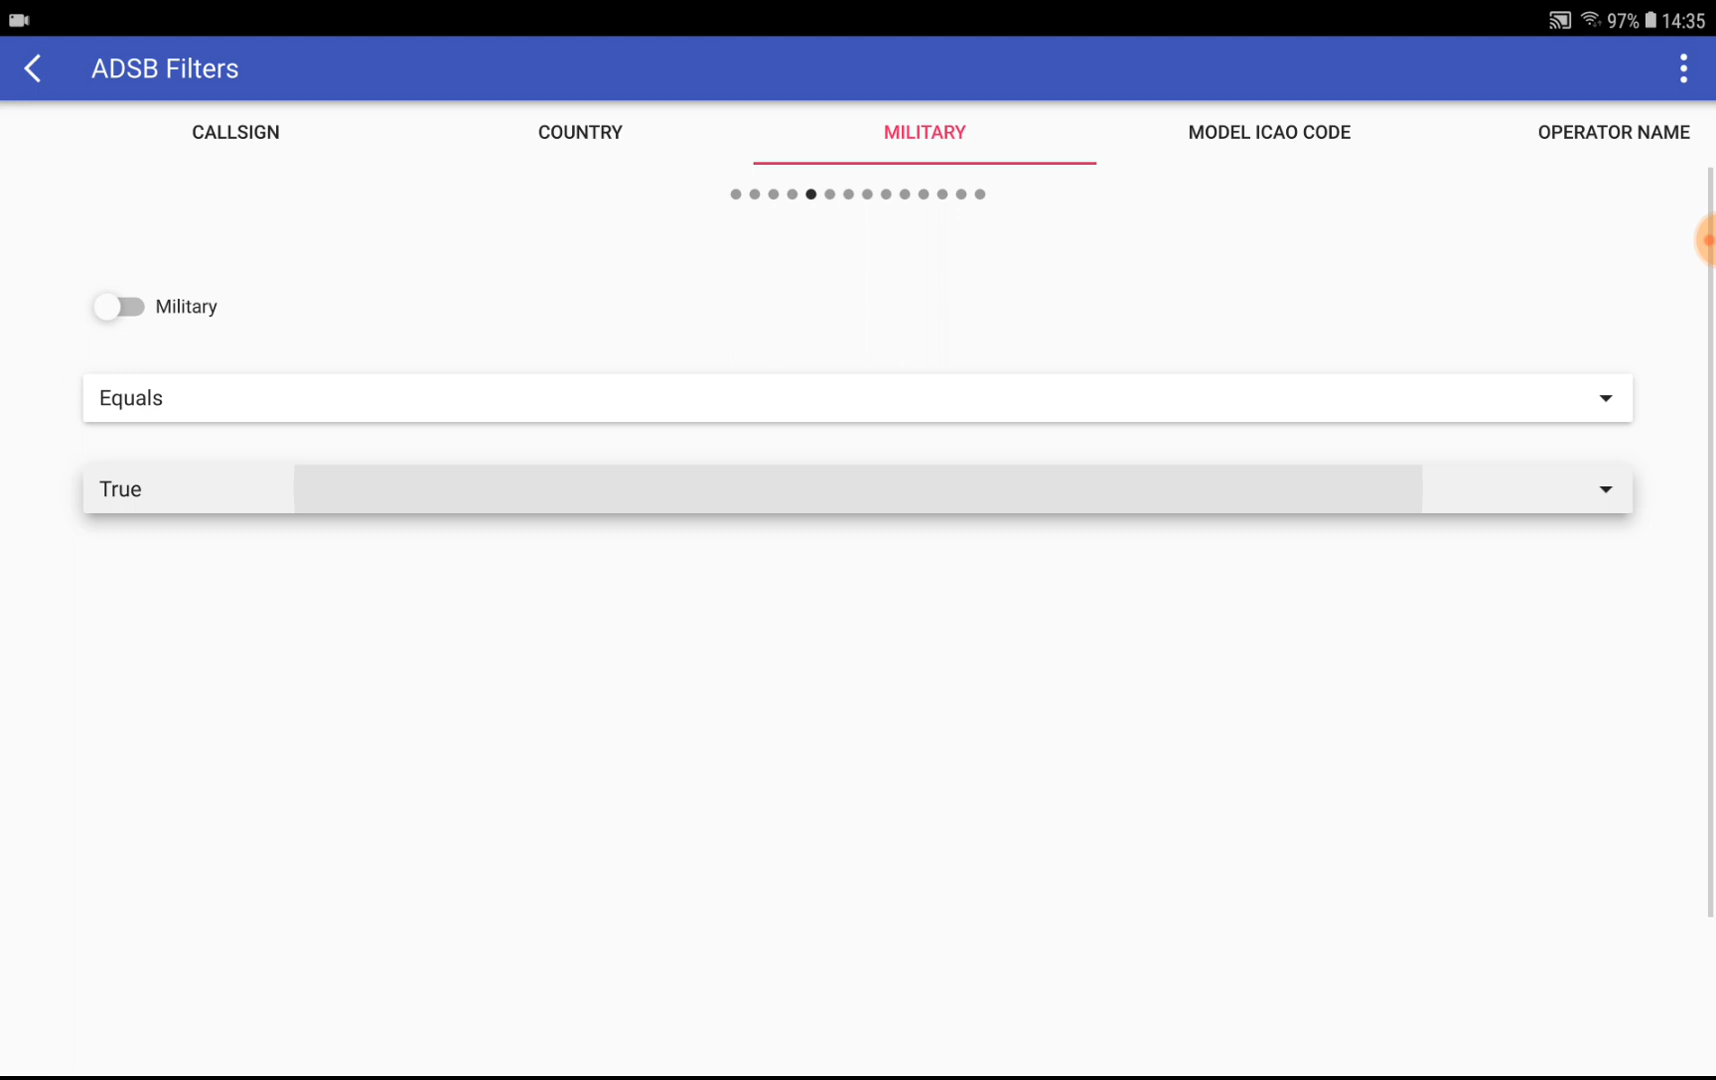 97% 14:35
ADSB Filters
CALLSIGN COUNTRY MILITARY MODEL ICAO CODE OPERATOR NAME
Military
Equals
True